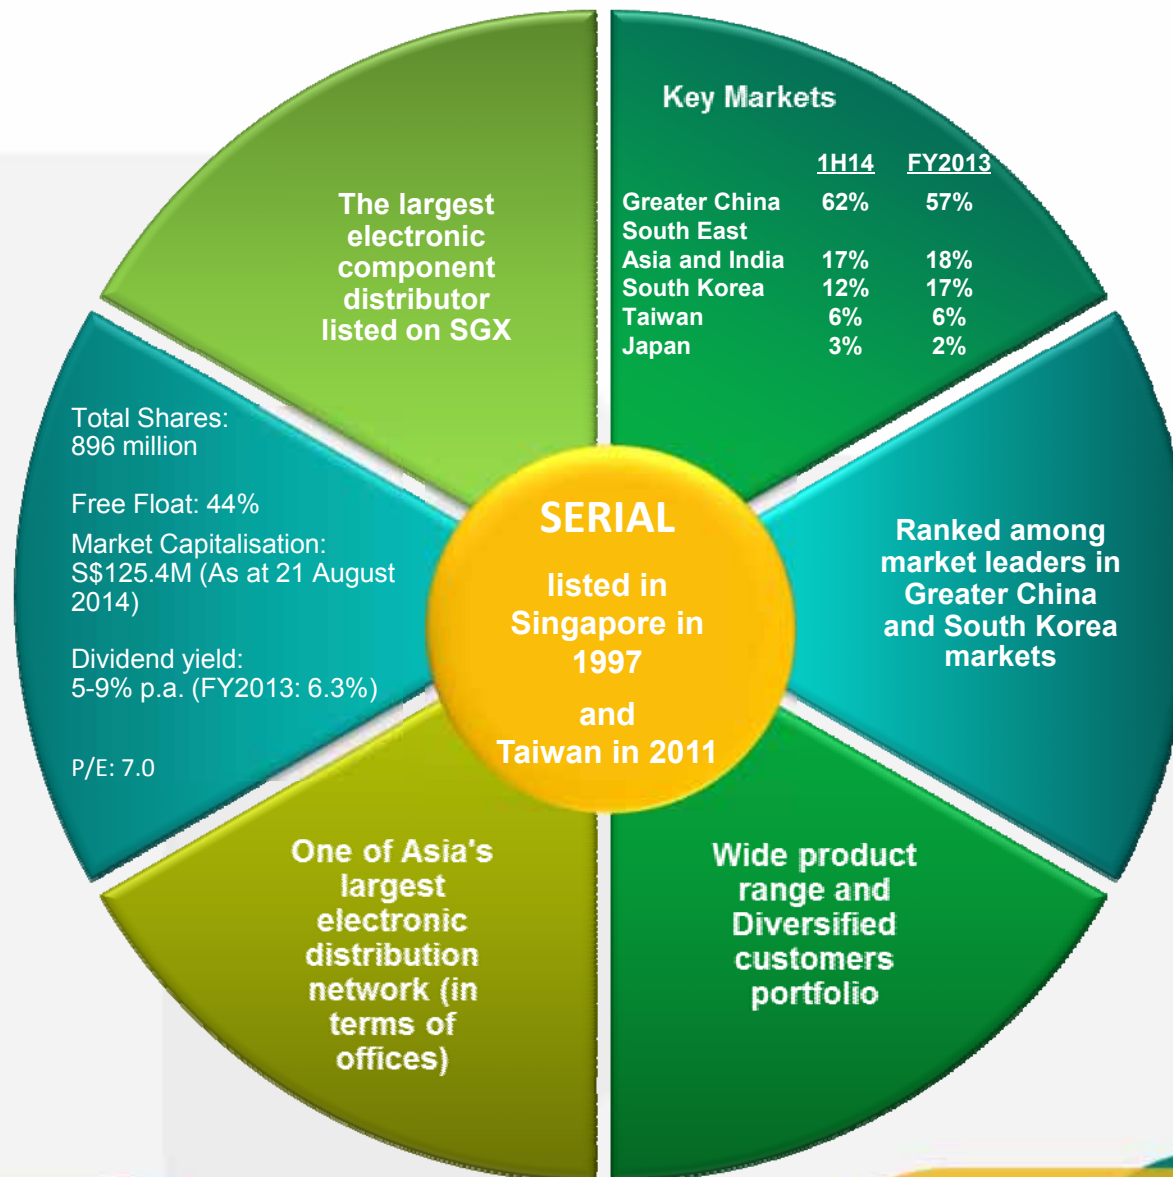 The largest
electronic
component
distributor
listed on SGX
Key Markets
1H14 FY2013
Greater China 62% 57%
South East
Asia and India 17% 18%
South Korea 12% 17%
Taiwan 6% 6%
Japan 3% 2%
Total Shares:
896 million
Free Float: 44%
Market Capitalisation:
S$125.4M (As at 21 August
2014)
Dividend yield:
5-9% p.a. (FY2013: 6.3%)
P/E: 7.0
SERIAL
listed in
Singapore in
1997
and
Taiwan in 2011
Ranked among
market leaders in
Greater China
and South Korea
markets
One of Asia's
largest
electronic
distribution
network (in
terms of
offices)
Wide product
range and
Diversified
customers
portfolio